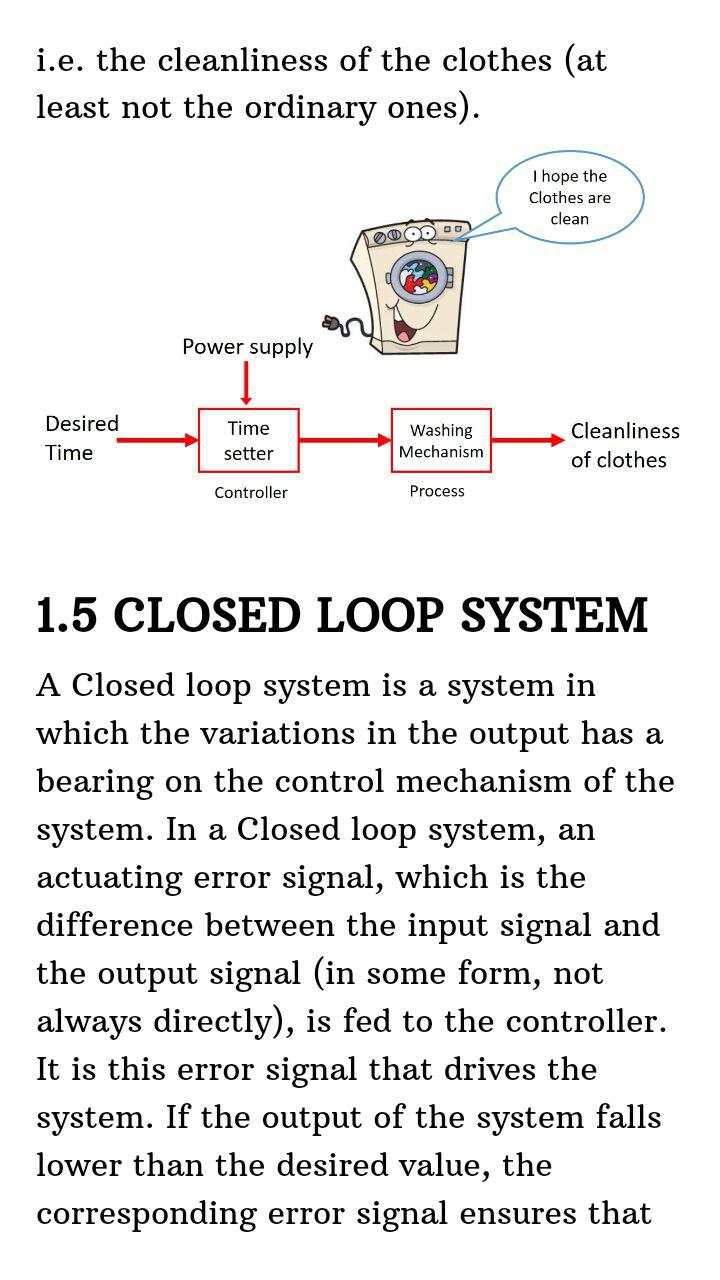 i.e. the cleanliness of the clothes (at
least not the ordinary ones).
I hope the
Clothes are
clean
Power supply
Desired
Time
Time
setter
Controller
Washing
Mechanism
Process
Cleanliness
of clothes
1.5 CLOSED LOOP SYSTEM
A Closed loop system is a system in
which the variations in the output has a
bearing on the control mechanism of the
system. In a Closed loop system, an
actuating error signal, which is the
difference between the input signal and
the output signal (in some form, not
always directly), is fed to the controller.
It is this error signal that drives the
system. If the output of the system falls
lower than the desired value, the
corresponding error signal ensures that